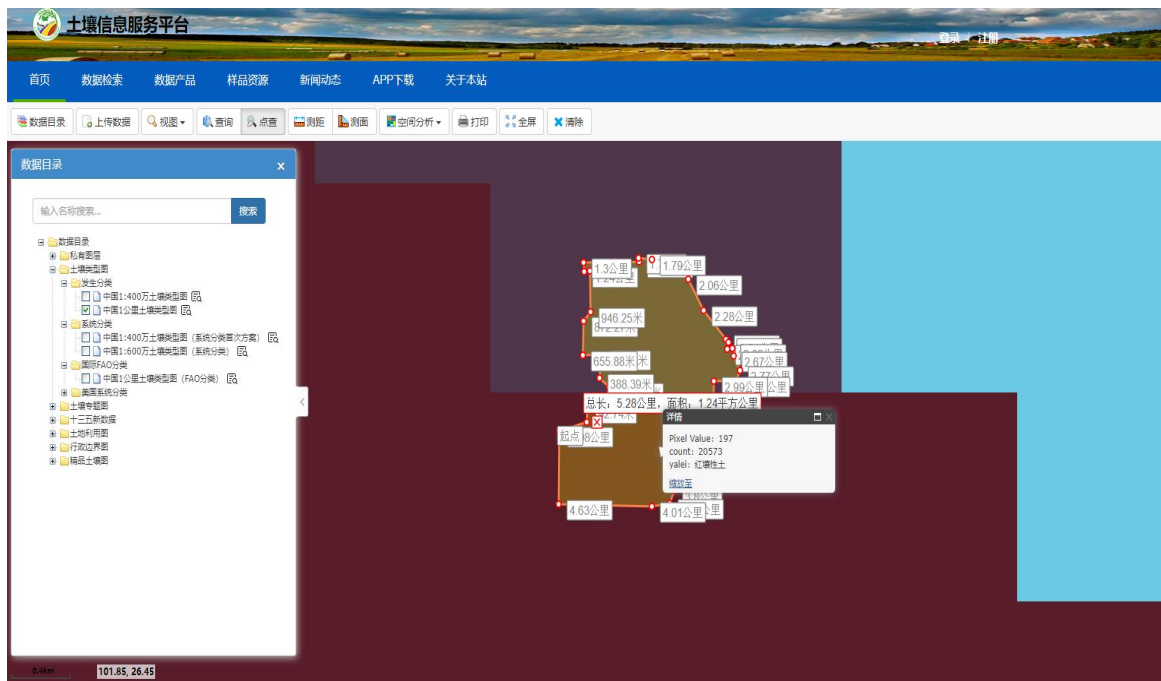 土壤信息服务平台
登录 | 注册
首页 数据检索 数据产品 样品资源 新闻动态 APP下载 关于本站
数据目录 上传数据 视图 查询 点查 测距 测面 空间分析 打印 全屏 清除
数据目录 x
输入名称搜索... 搜索
数据目录
私有图层
土壤类型图
发生分类
中国1:400万土壤类型图
中国1公里土壤类型图
系统分类
中国1:400万土壤类型图（系统分类首次方案）
中国1:600万土壤类型图（系统分类）
国际FAO分类
中国1公里土壤类型图（FAO分类）
美国系统分类
土壤专题图
十三五新数据
土地利用图
行政边界图
精品土壤图
1.3公里
1.79公里
2.06公里
946.25米
2.28公里
655.88米
2.67公里
388.39米
2.99公里
总长：5.28公里，面积：1.24平方公里
起点
详情
Pixel Value: 197
count: 20573
yalei: 红壤性土
缩放至
4.63公里
4.01公里
0.4km
101.85, 26.45